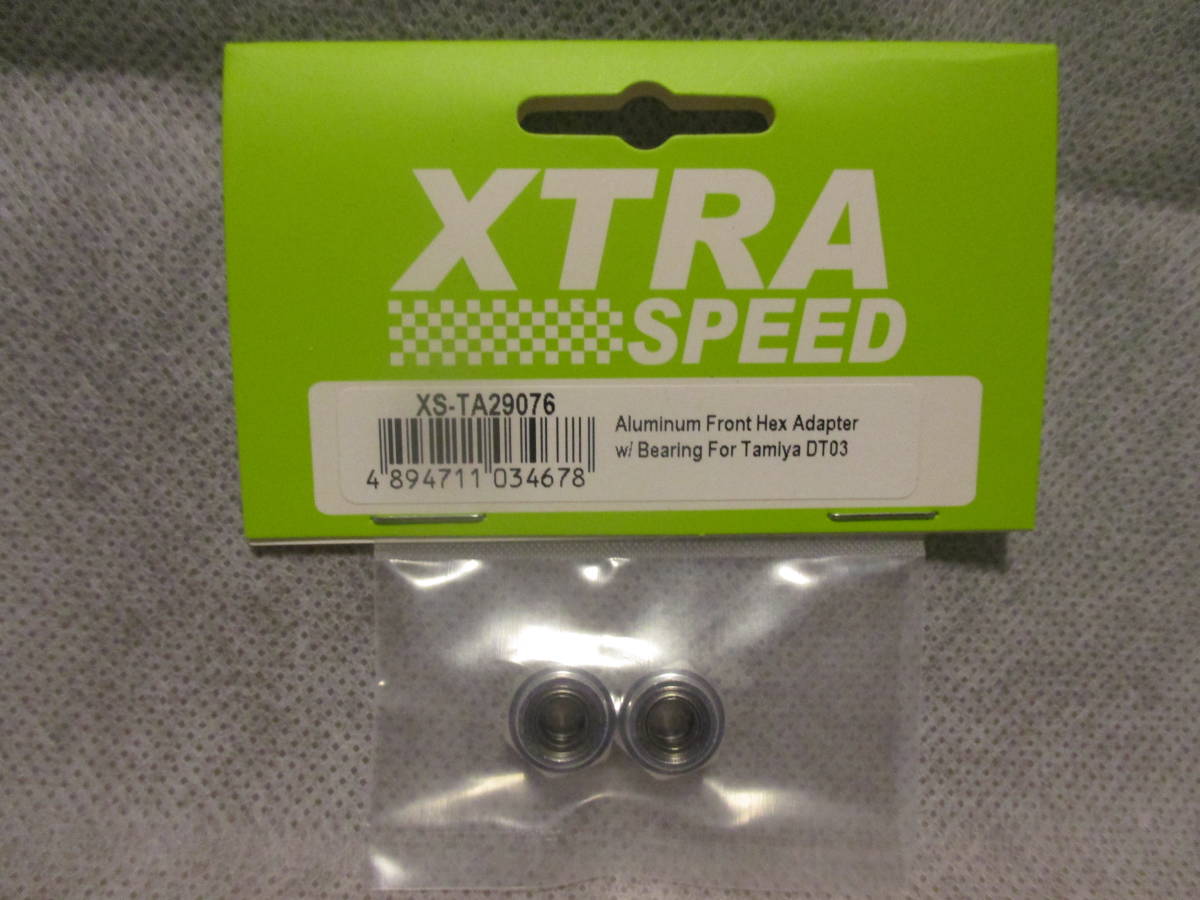 XTRA
SPEED
XS-TA29076
Aluminum Front Hex Adapter
w/ Bearing For Tamiya DT03
4 894711 034678